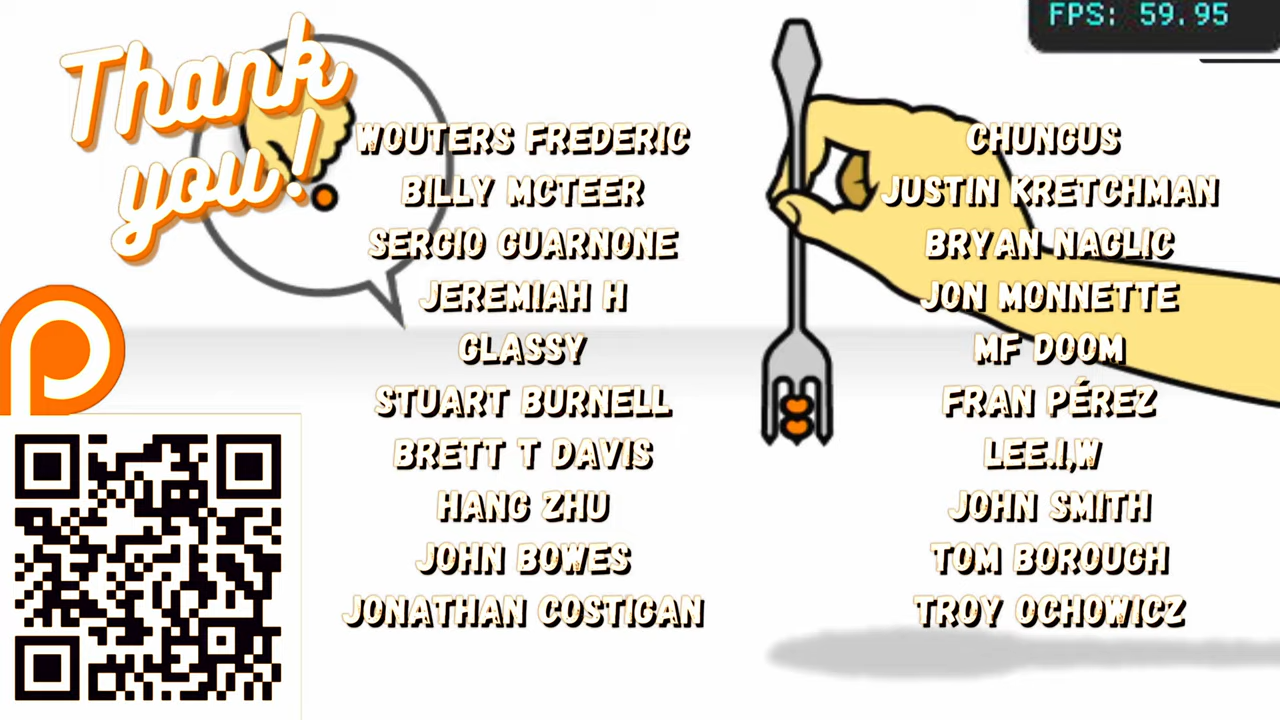 FPS: 59.95
Thank
you!
WOUTERS FREDERIC
BILLY MCTEER
SERGIO GUARNONE
JEREMIAH H
GLASSY
STUART BURNELL
BRETT T DAVIS
HANG ZHU
JOHN BOWES
JONATHAN COSTIGAN
CHUNGUS
JUSTIN KRETCHMAN
BRYAN NAGLIC
JON MONNETTE
MF DOOM
FRAN PÉREZ
LEE.I,W
JOHN SMITH
TOM BOROUGH
TROY OCHOWICZ